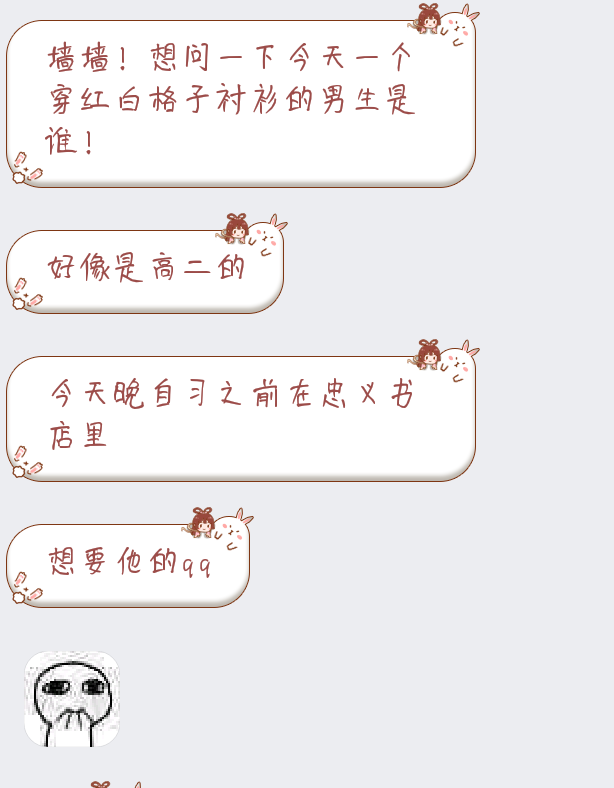 墙墙！想问一下今天一个
穿红白格子衬衫的男生是
谁！
好像是高二的
今天晚自习之前在忠义书
店里
想要他的qq